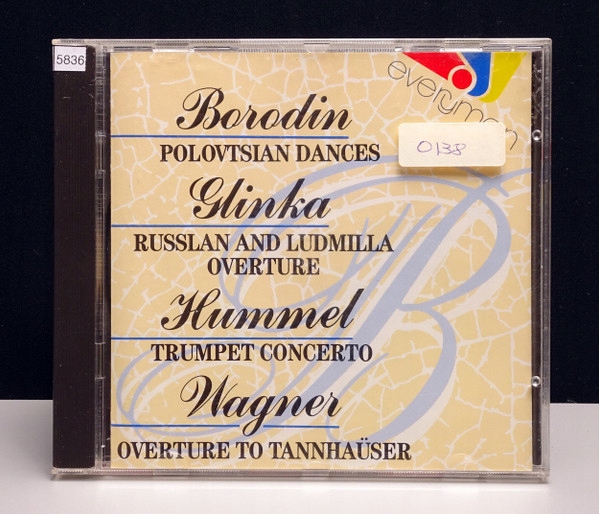 5836
everyman
Borodin
POLOVTSIAN DANCES
0138
Glinka
RUSSLAN AND LUDMILLA
OVERTURE
Hummel
TRUMPET CONCERTO
Wagner
OVERTURE TO TANNHAÜSER
B